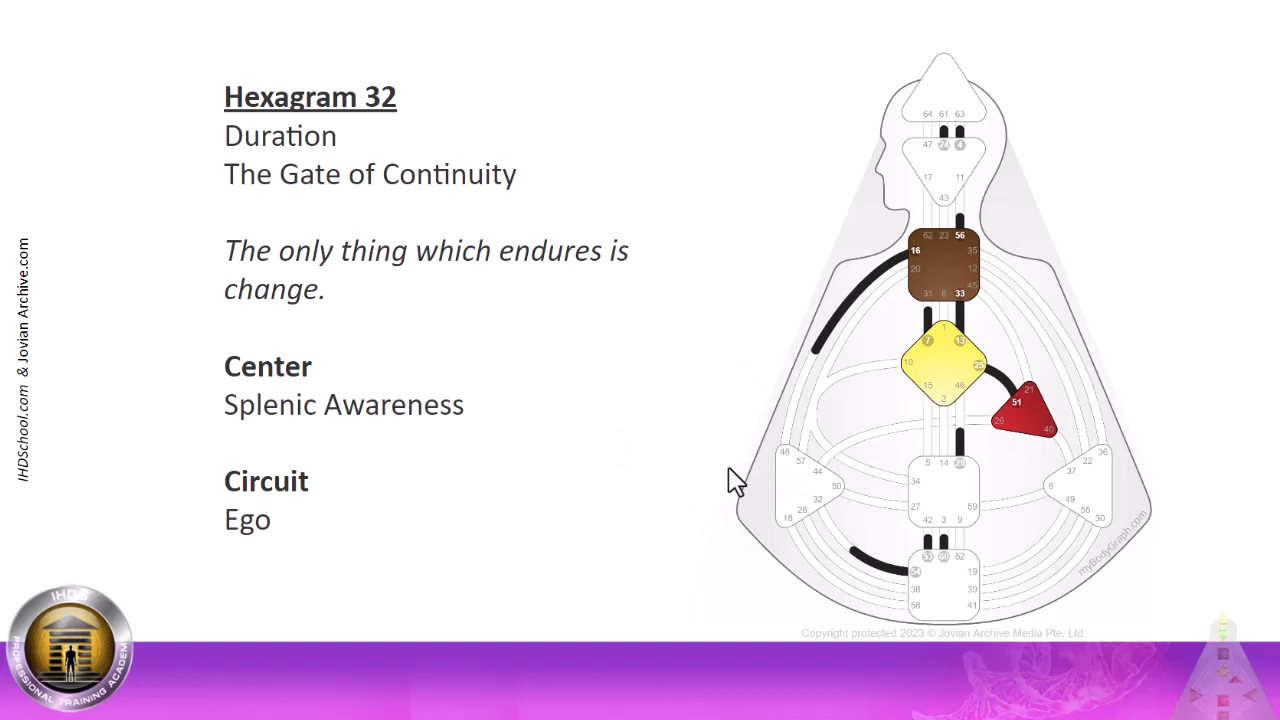 Hexagram 32
Duration
The Gate of Continuity
The only thing which endures is
change.
Center
Splenic Awareness
Circuit
Ego
IHDSchool.com & Jovian Archive.com
64 61 63
47 24 4
17 11
43
62 23 56
16 35
20 12
45
31 8 33
1
7 13
10 25
15 46
2
21
51
26 40
48
57
44
50
32
28
18
36
22
37
6
49
55
30
5 14 29
34
27 59
42 3 9
53 60 52
54 19
38 39
58 41
myBodyGraph.com
Copyright protected 2023 © Jovian Archive Media Pte. Ltd.
IHDS
PROFESSIONAL TRAINING ACADEMY